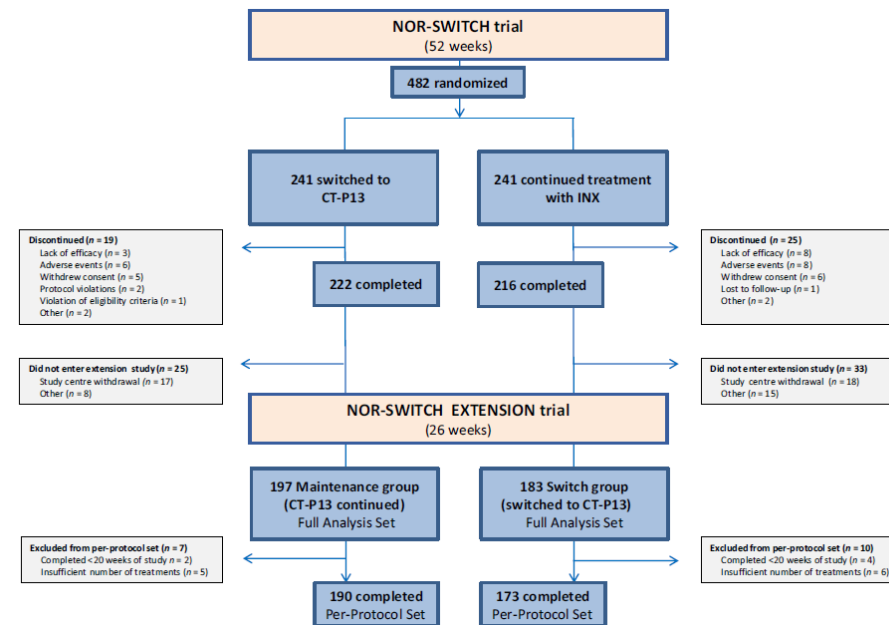 NOR-SWITCH trial
(52 weeks)
482 randomized
241 switched to
CT-P13
241 continued treatment
with INX
Discontinued (n = 19)
Lack of efficacy (n = 3)
Adverse events (n = 6)
Withdrew consent (n = 5)
Protocol violations (n = 2)
Violation of eligibility criteria (n = 1)
Other (n = 2)
Discontinued (n = 25)
Lack of efficacy (n = 8)
Adverse events (n = 8)
Withdrew consent (n = 6)
Lost to follow-up (n = 1)
Other (n = 2)
222 completed
216 completed
Did not enter extension study (n = 25)
Study centre withdrawal (n = 17)
Other (n = 8)
Did not enter extension study (n = 33)
Study centre withdrawal (n = 18)
Other (n = 15)
NOR-SWITCH EXTENSION trial
(26 weeks)
197 Maintenance group
(CT-P13 continued)
Full Analysis Set
183 Switch group
(switched to CT-P13)
Full Analysis Set
Excluded from per-protocol set (n = 7)
Completed <20 weeks of study (n = 2)
Insufficient number of treatments (n = 5)
Excluded from per-protocol set (n = 10)
Completed <20 weeks of study (n = 4)
Insufficient number of treatments (n = 6)
190 completed
Per-Protocol Set
173 completed
Per-Protocol Set